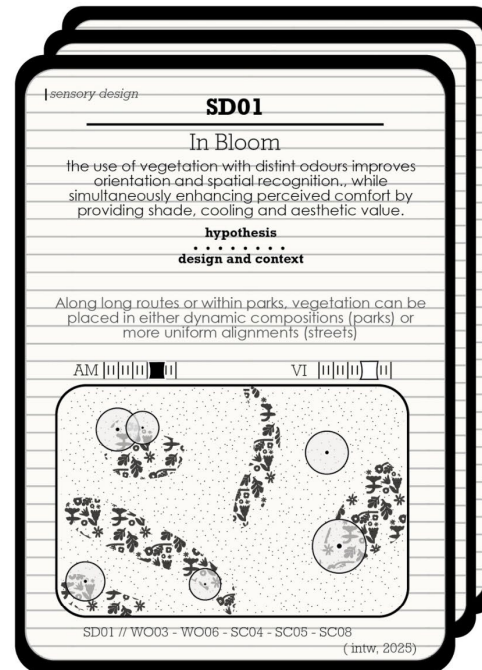 sensory design
SD01
In Bloom
the use of vegetation with distint odours improves
orientation and spatial recognition., while
simultaneously enhancing perceived comfort by
providing shade, cooling and aesthetic value.
hypothesis
design and context
Along long routes or within parks, vegetation can be
placed in either dynamic compositions (parks) or
more uniform alignments (streets)
AM VI
SD01 // WO03 - WO06 - SC04 - SC05 - SC08
( intw, 2025)